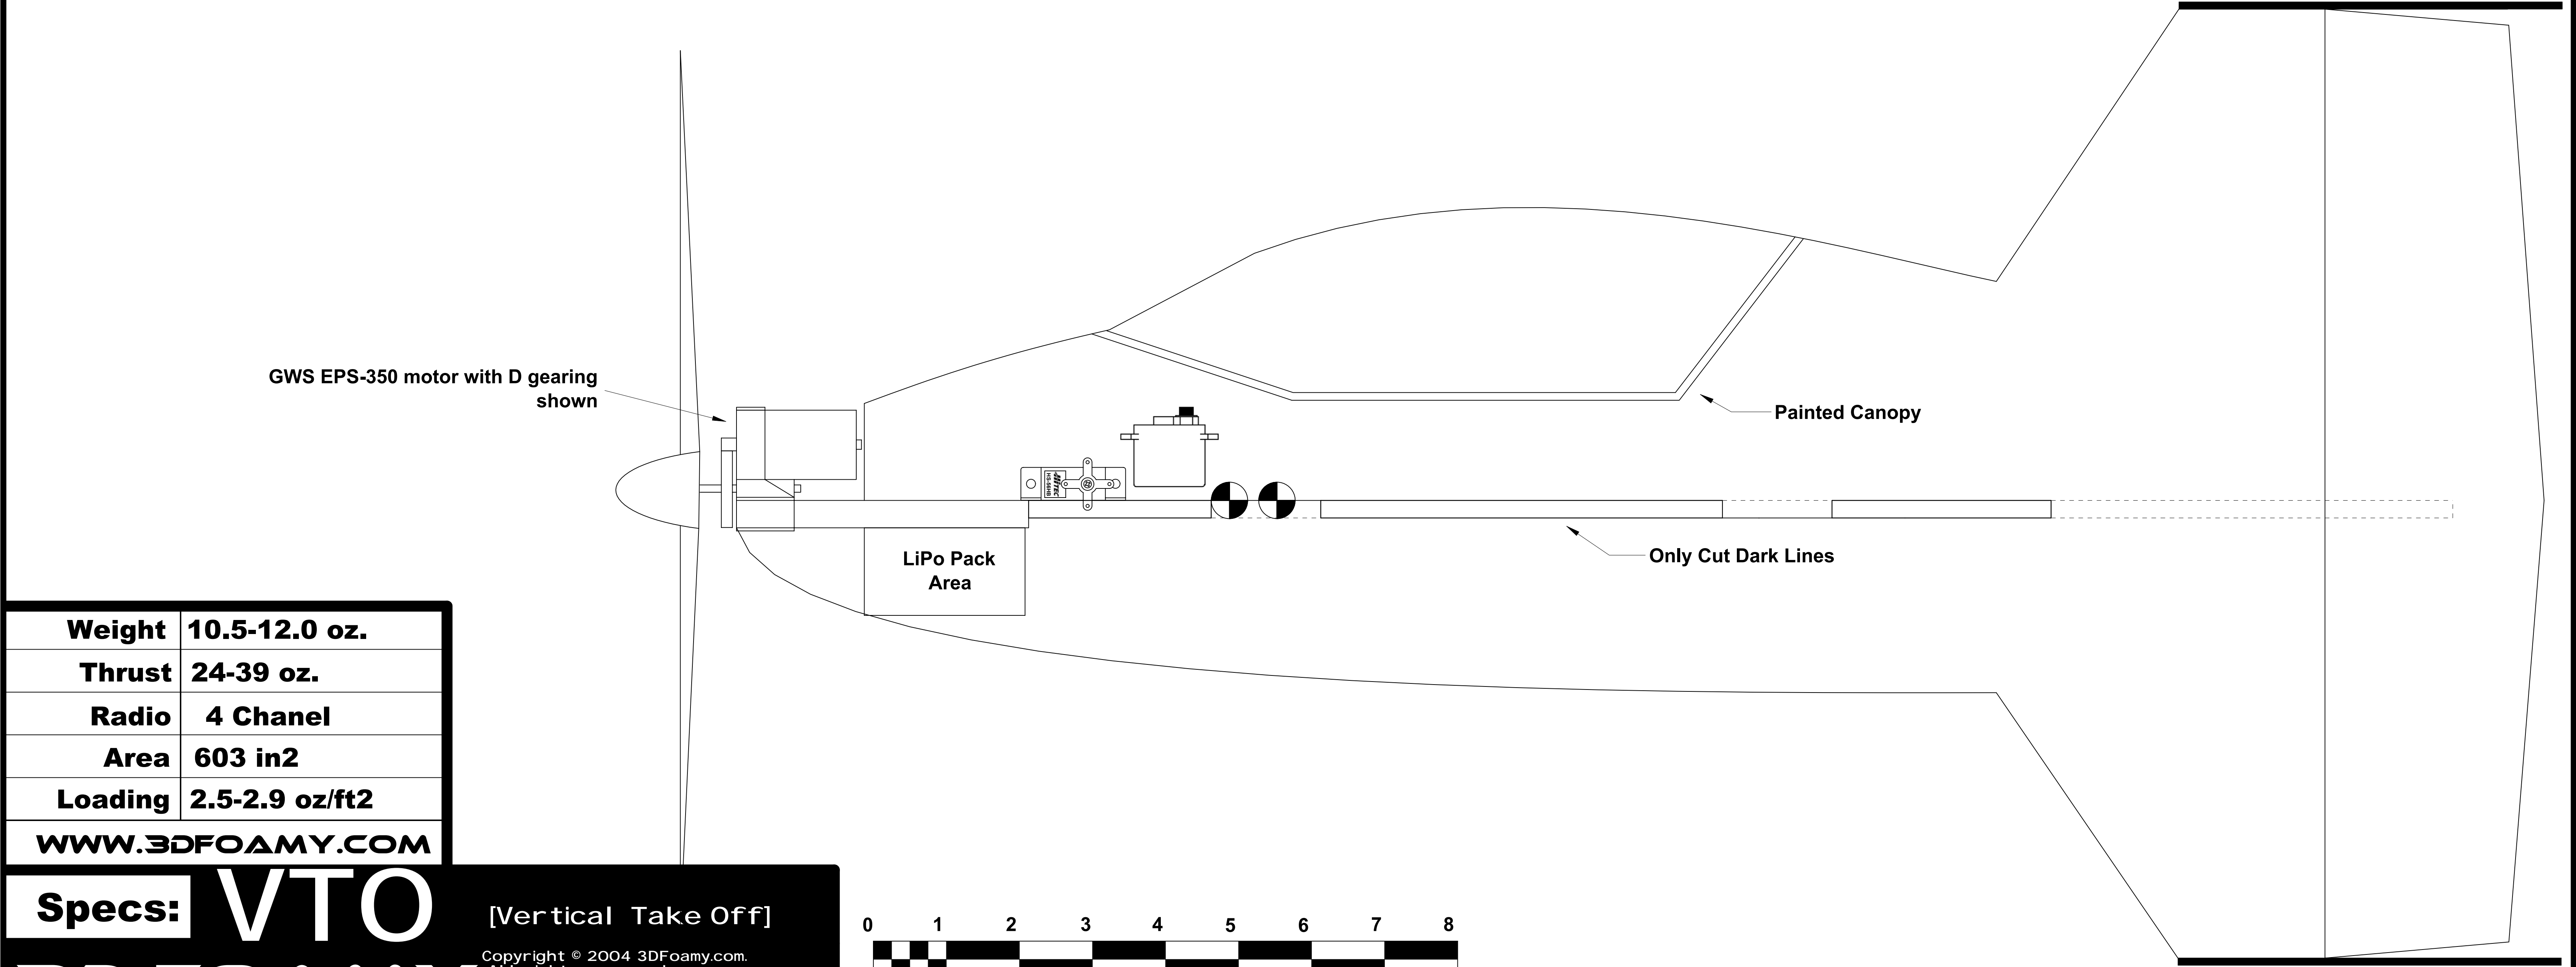 GWS EPS-350 motor with D gearing
shown
Painted Canopy
HITEC
HS-55HB
LiPo Pack
Area
Only Cut Dark Lines
Weight 10.5-12.0 oz.
Thrust 24-39 oz.
Radio 4 Chanel
Area 603 in2
Loading 2.5-2.9 oz/ft2
WWW.3DFOAMY.COM
Specs: VTO [Vertical Take Off]
Copyright © 2004 3DFoamy.com.
0 1 2 3 4 5 6 7 8